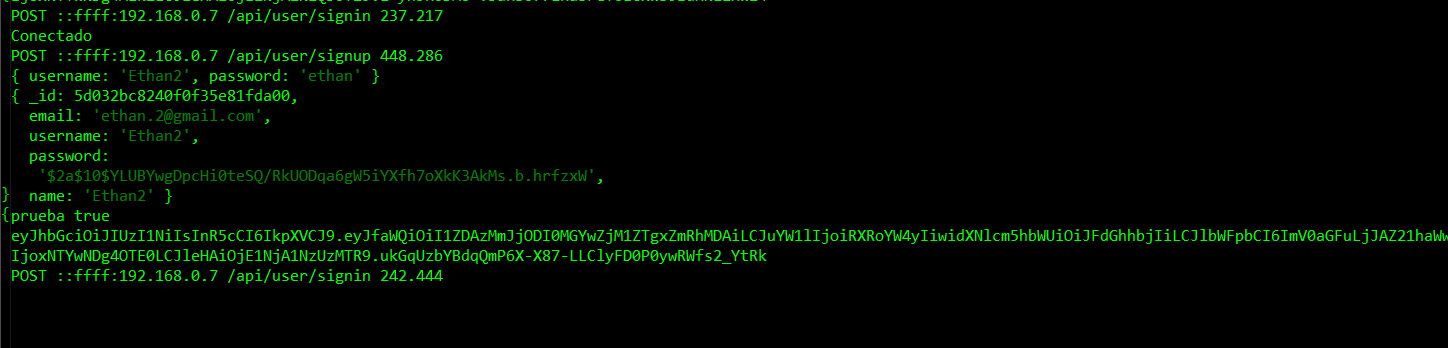 POST ::ffff:192.168.0.7 /api/user/signin 237.217
Conectado
POST ::ffff:192.168.0.7 /api/user/signup 448.286
{ username: 'Ethan2', password: 'ethan' }
{ _id: 5d032bc8240f0f35e81fda00,
email: 'ethan.2@gmail.com',
username: 'Ethan2',
password:
'$2a$10$YLUBYwgDpcHi0teSQ/RkUODqa6gW5iYXfh7oXkK3AkMs.b.hrfzxW',
} name: 'Ethan2' }
{prueba true
eyJhbGciOiJIUzI1NiIsInR5cCI6IkpXVCJ9.eyJfaWQiOiI1ZDAzMmJjODI0MGYwZjM1ZTgxZmRhMDAiLCJuYW1lIjoiRXRoYW4yIiwidXNlcm5hbWUiOiJFdGhhbjIiLCJlbWFpbCI6ImV0aGFuLjJAZ21haWw
IjoxNTYwNDg4OTE0LCJleHAiOjE1NjA1NzUzMTR9.ukGqUzbYBdqQmP6X-X87-LLClyFD0P0ywRWfs2_YtRk
POST ::ffff:192.168.0.7 /api/user/signin 242.444